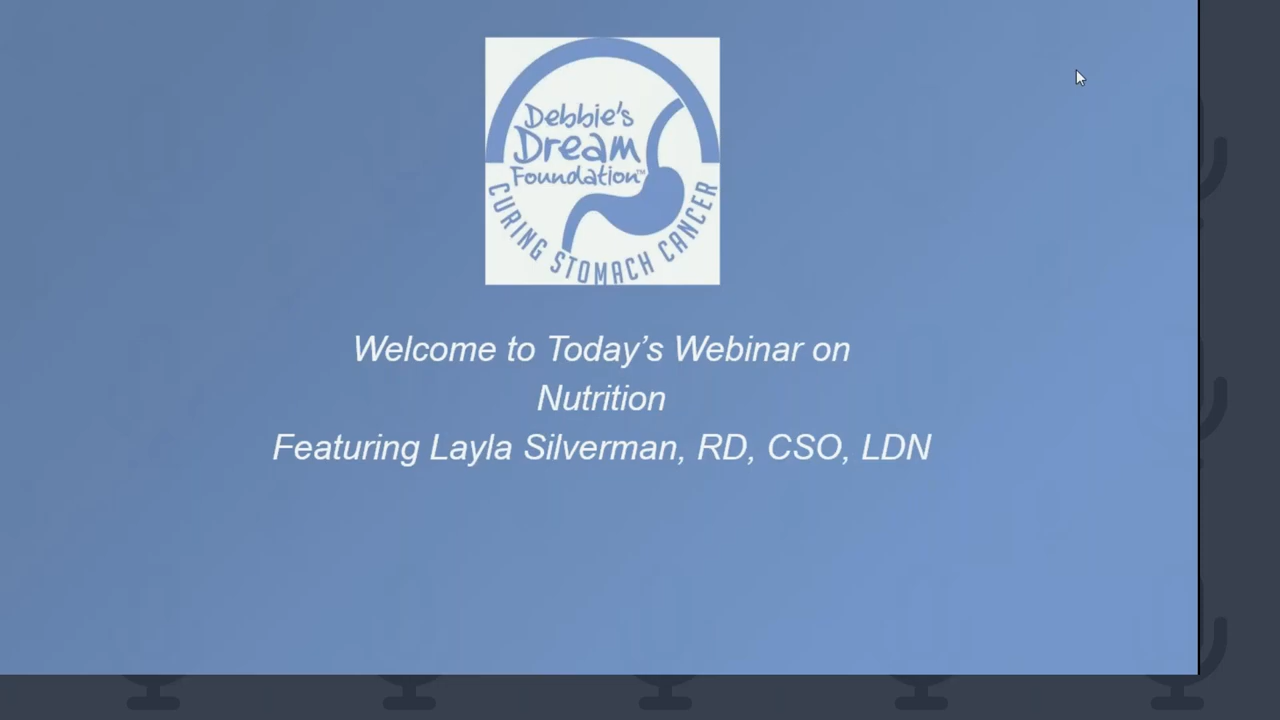 Debbie's
Dream
Foundation™
CURING STOMACH CANCER
Welcome to Today’s Webinar on
Nutrition
Featuring Layla Silverman, RD, CSO, LDN